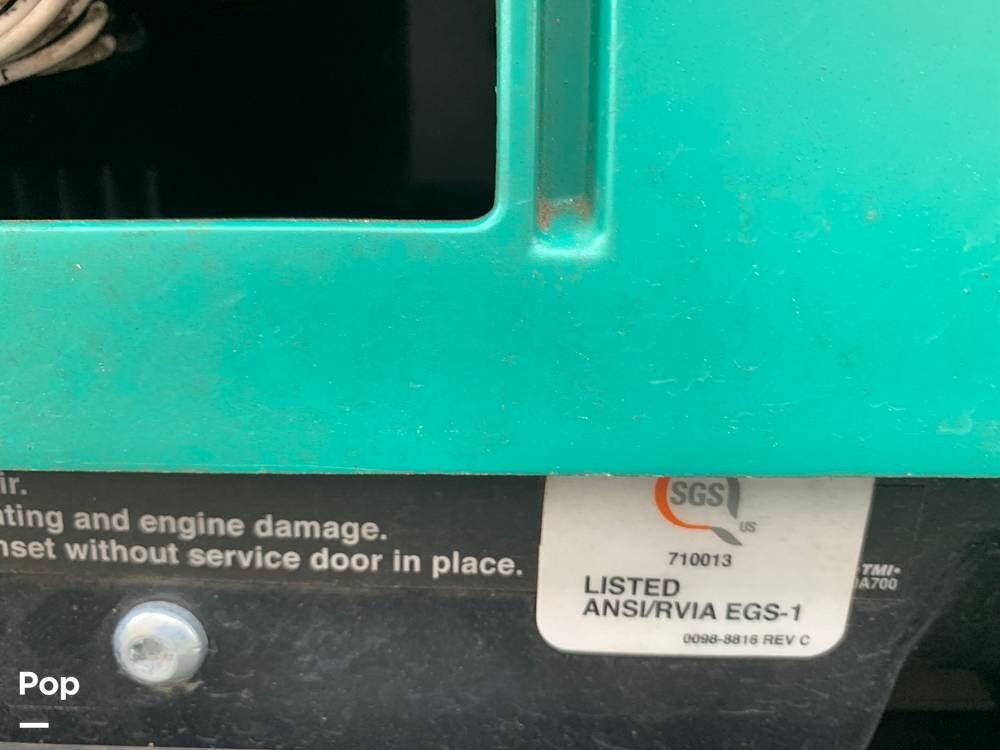 ir.
ating and engine damage.
nset without service door in place.
SGS
US
710013
LISTED
ANSI/RVIA EGS-1
0098-8816 REV C
TMI•
A700
Pop